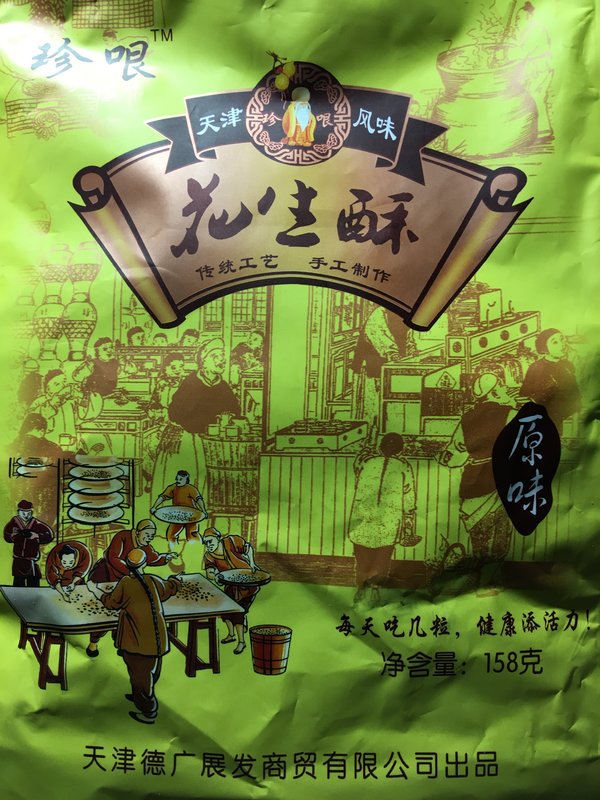 珍哏™
天津 珍哏 风味
花生酥
传统工艺 手工制作
原味
每天吃几粒,健康添活力!
净含量:158克
天津德广展发商贸有限公司出品